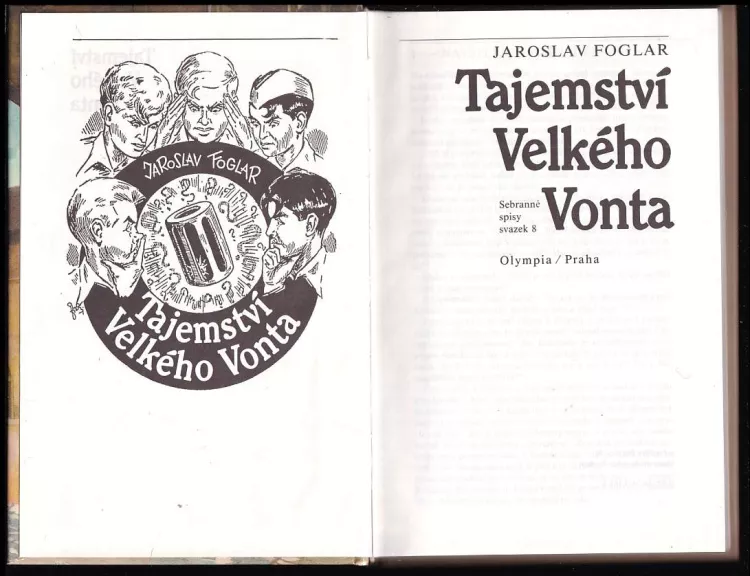 JAROSLAV FOGLAR
Tajemství
Velkého Vonta
JAROSLAV FOGLAR
Tajemství
Velkého
Vonta
Sebranné
spisy
svazek 8
Olympia / Praha